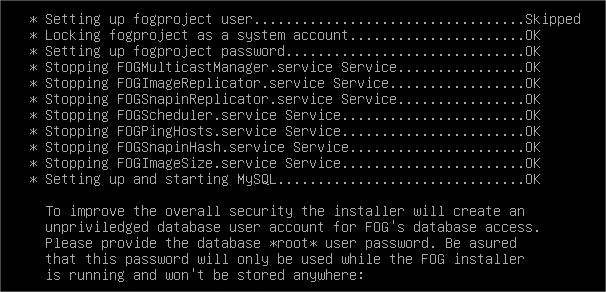 * Setting up fogproject user..................................Skipped
* Locking fogproject as a system account......................OK
* Setting up fogproject password..............................OK
* Stopping FOGMulticastManager.service Service................OK
* Stopping FOGImageReplicator.service Service.................OK
* Stopping FOGSnapinReplicator.service Service................OK
* Stopping FOGScheduler.service Service.......................OK
* Stopping FOGPingHosts.service Service.......................OK
* Stopping FOGSnapinHash.service Service......................OK
* Stopping FOGImageSize.service Service.......................OK
* Setting up and starting MySQL...............................OK
To improve the overall security the installer will create an
unpriviledged database user account for FOG's database access.
Please provide the database *root* user password. Be asured
that this password will only be used while the FOG installer
is running and won't be stored anywhere: